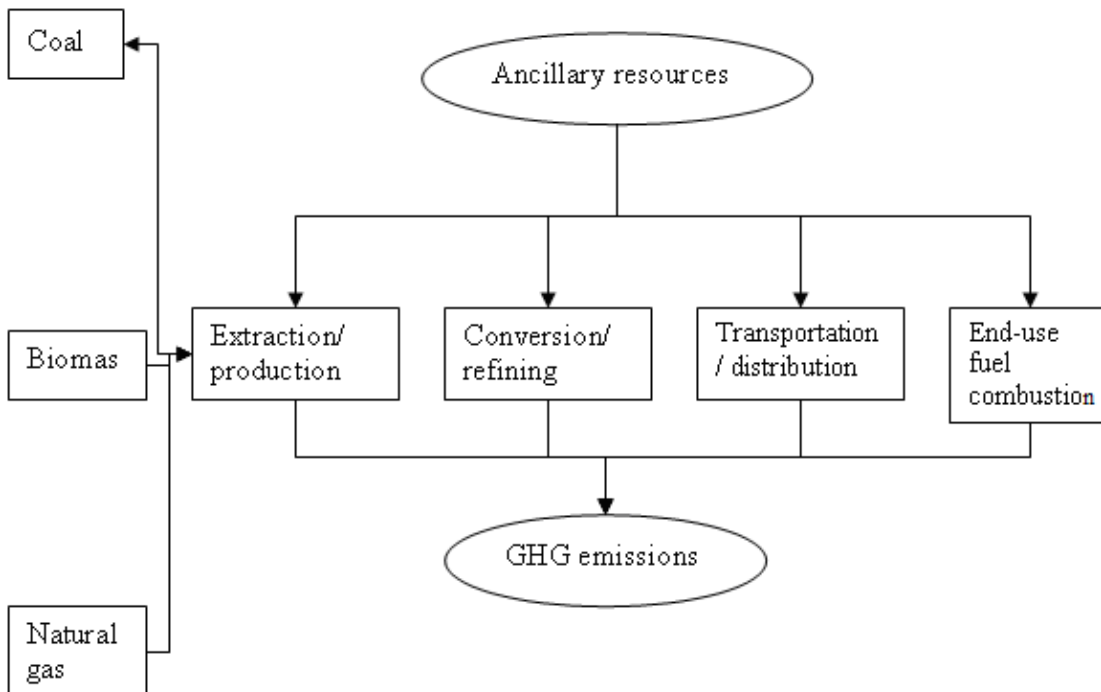 Coal
Ancillary resources
Biomas
Extraction/
production
Conversion/
refining
Transportation
/ distribution
End-use
fuel
combustion
GHG emissions
Natural
gas